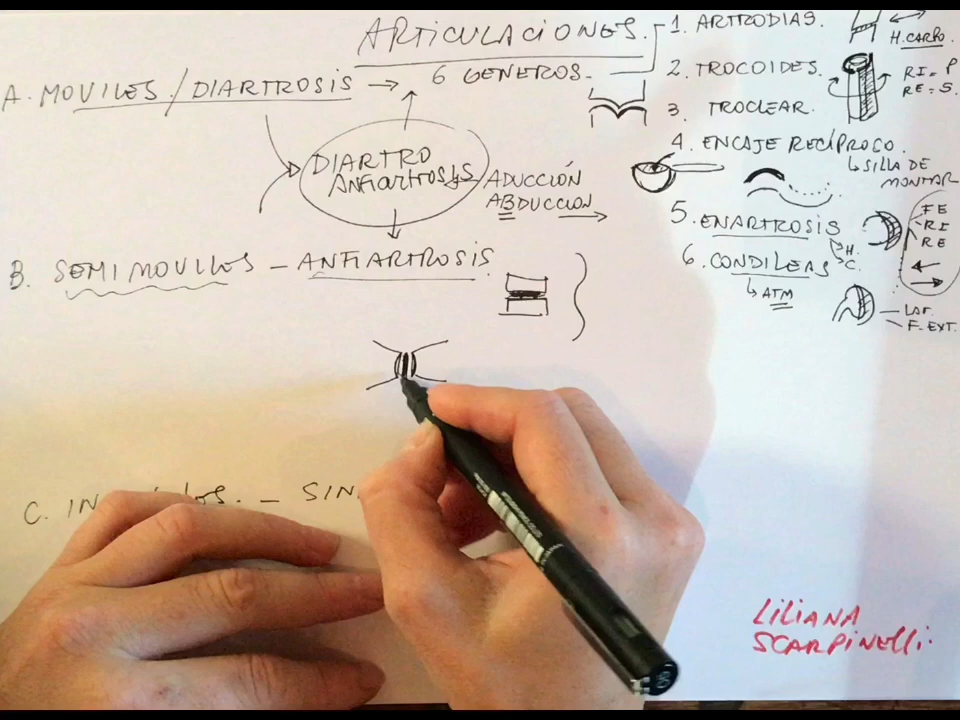 ARTICULACIONES.
A. MOVILES / DIARTROSIS → 6 GENEROS.
1. ARTRODIAS.
H. CARPO.
2. TROCOIDES.
RI = P
RE = S.
3. TROCLEAR.
4. ENCAJE RECÍPROCO.
SILLA DE
MONTAR
DIARTRO
ANFIARTROSIS
ADUCCIÓN
ABDUCCION
5. ENARTROSIS
H.
C.
FE
RI
RE
6. CONDILEAS
ATM
LAT.
F-EXT.
B. SEMIMOVILES - ANFIARTROSIS
C. IN
- SIN
LILIANA
SCARPINELLI.